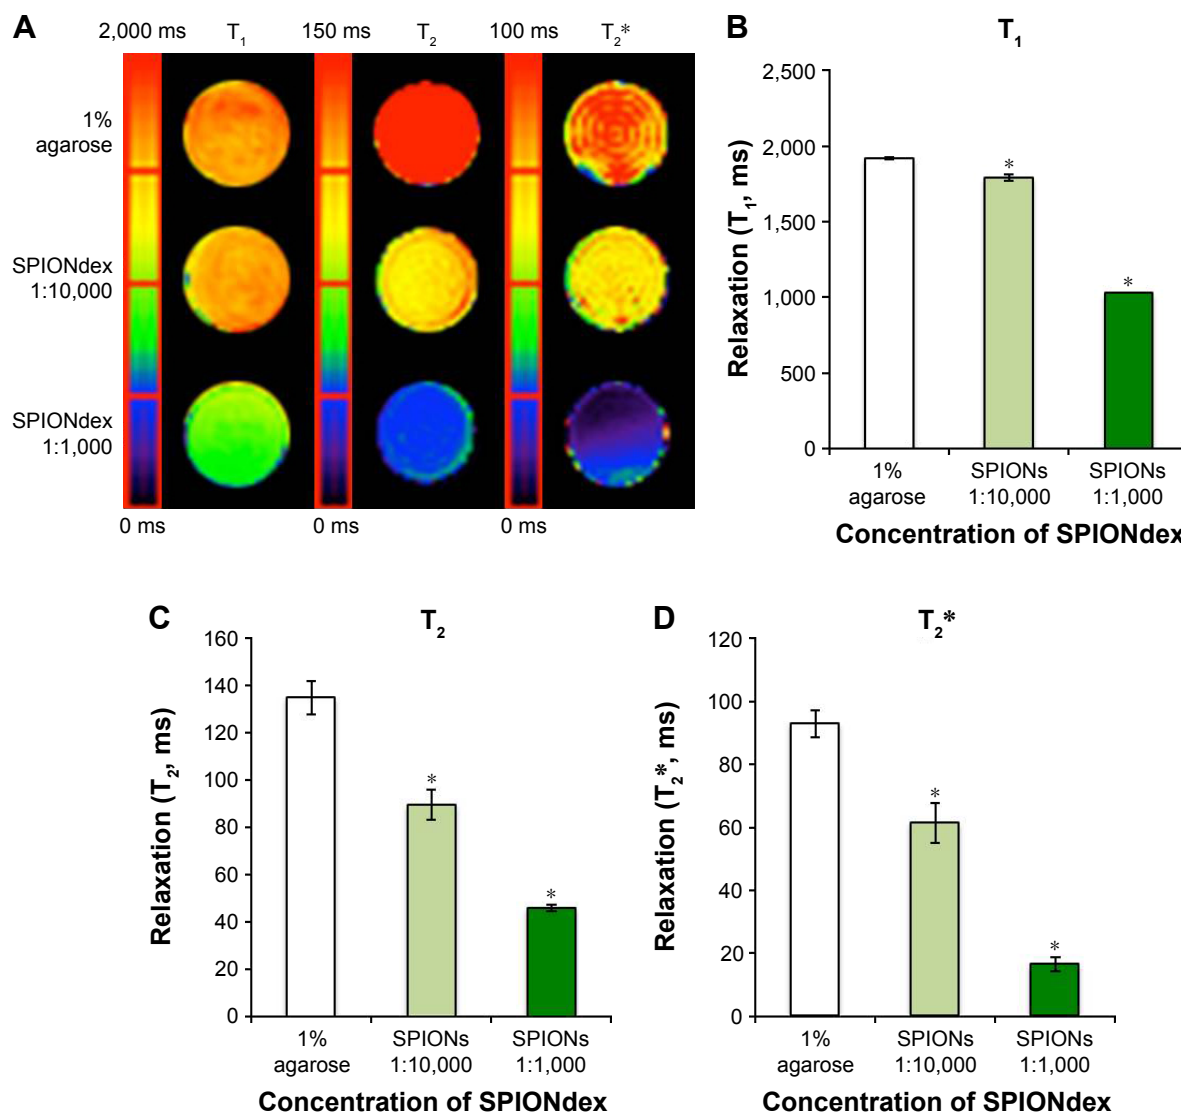 A
2,000 ms T1 150 ms T2 100 ms T2*
1%
agarose
SPIONdex
1:10,000
SPIONdex
1:1,000
0 ms 0 ms 0 ms
B
T1
Relaxation (T1, ms)
2,500
2,000
1,500
1,000
500
0
*
*
1%
agarose
SPIONs
1:10,000
SPIONs
1:1,000
Concentration of SPIONdex
C
T2
Relaxation (T2, ms)
160
140
120
100
80
60
40
20
0
*
*
1%
agarose
SPIONs
1:10,000
SPIONs
1:1,000
Concentration of SPIONdex
D
T2*
Relaxation (T2*, ms)
120
100
80
60
40
20
0
*
*
1%
agarose
SPIONs
1:10,000
SPIONs
1:1,000
Concentration of SPIONdex